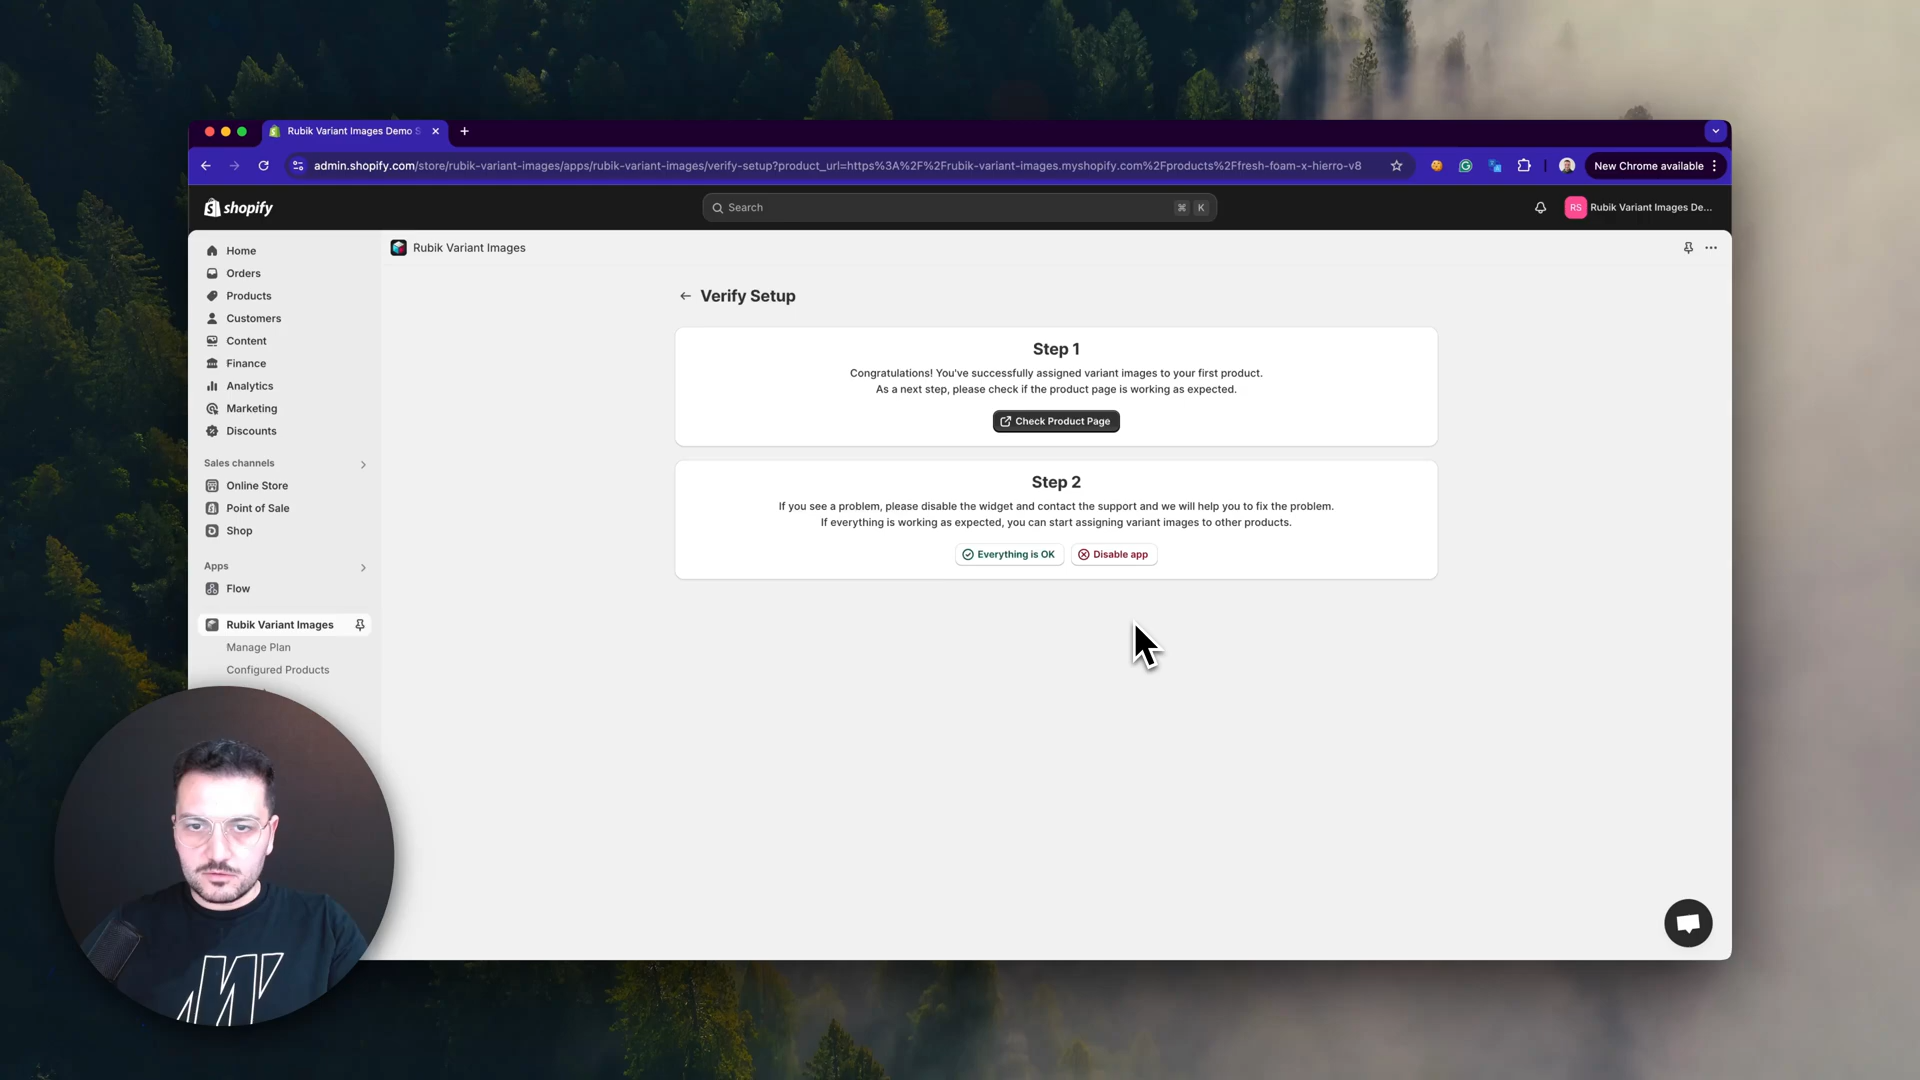 Rubik Variant Images Demo S
admin.shopify.com/store/rubik-variant-images/apps/rubik-variant-images/verify-setup?product_url=https%3A%2F%2Frubik-variant-images.myshopify.com%2Fproducts%2Ffresh-foam-x-hierro-v8
New Chrome available
shopify
Search
⌘ K
RS
Rubik Variant Images De...
Home
Orders
Products
Customers
Content
Finance
Analytics
Marketing
Discounts
Sales channels
Online Store
Point of Sale
Shop
Apps
Flow
Rubik Variant Images
Manage Plan
Configured Products
Rubik Variant Images
Verify Setup
Step 1
Congratulations! You've successfully assigned variant images to your first product.
As a next step, please check if the product page is working as expected.
Check Product Page
Step 2
If you see a problem, please disable the widget and contact the support and we will help you to fix the problem.
If everything is working as expected, you can start assigning variant images to other products.
Everything is OK
Disable app